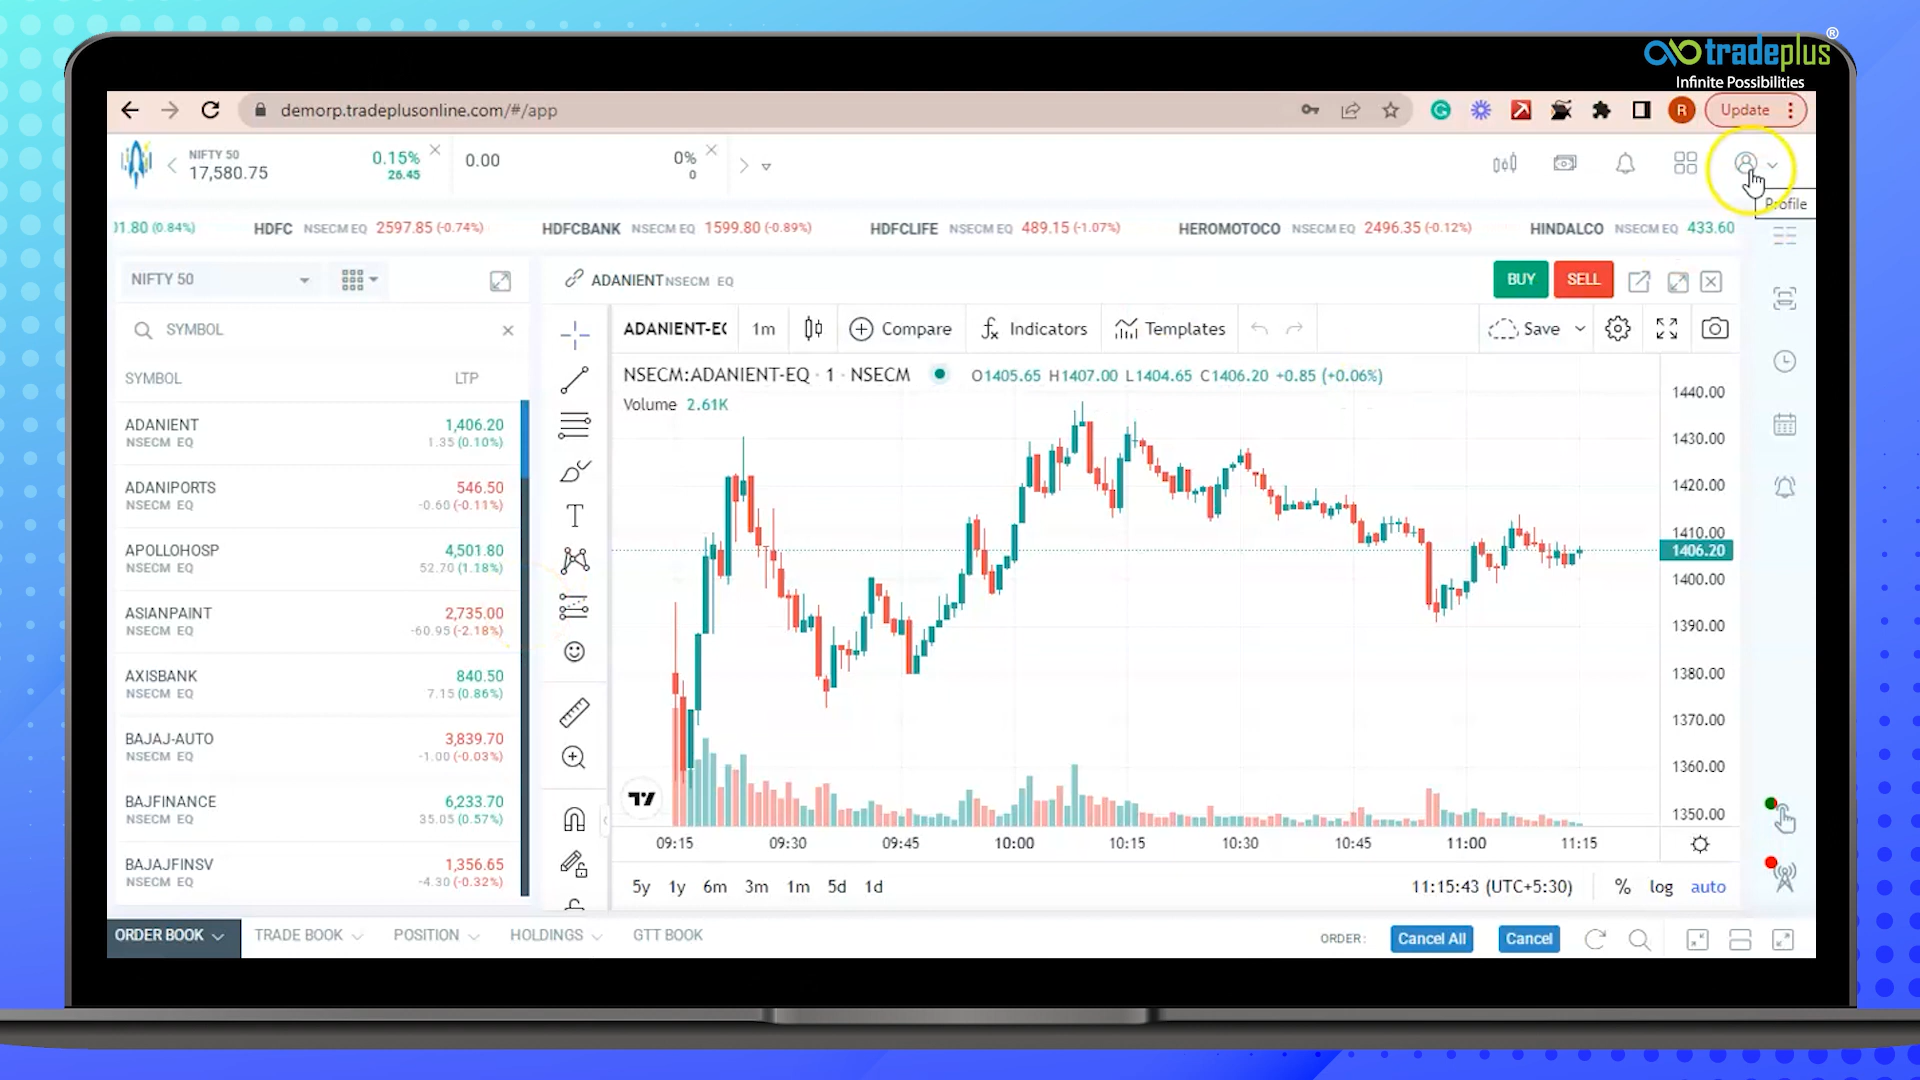 tradeplus®
Infinite Possibilities
demorp.tradeplusonline.com/#/app
R
Update
NIFTY 50
17,580.75
0.15%
26.45
0.00
0%
0
Profile
01.80 (0.84%)
HDFC NSECM EQ 2597.85 (-0.74%)
HDFCBANK NSECM EQ 1599.80 (-0.89%)
HDFCLIFE NSECM EQ 489.15 (-1.07%)
HEROMOTOCO NSECM EQ 2496.35 (-0.12%)
HINDALCO NSECM EQ 433.60
NIFTY 50
SYMBOL
SYMBOL LTP
ADANIENT 1,406.20
NSECM EQ 1.35 (0.10%)
ADANIPORTS 546.50
NSECM EQ -0.60 (-0.11%)
APOLLOHOSP 4,501.80
NSECM EQ 52.70 (1.18%)
ASIANPAINT 2,735.00
NSECM EQ -60.95 (-2.18%)
AXISBANK 840.50
NSECM EQ 7.15 (0.86%)
BAJAJ-AUTO 3,839.70
NSECM EQ -1.00 (-0.03%)
BAJFINANCE 6,233.70
NSECM EQ 35.05 (0.57%)
BAJAJFINSV 1,356.65
NSECM EQ -4.30 (-0.32%)
ADANIENT NSECM EQ
BUY SELL
ADANIENT-EQ 1m Compare Indicators Templates Save
NSECM:ADANIENT-EQ · 1 · NSECM O1405.65 H1407.00 L1404.65 C1406.20 +0.85 (+0.06%)
Volume 2.61K
1440.00
1430.00
1420.00
1410.00
1406.20
1400.00
1390.00
1380.00
1370.00
1360.00
1350.00
09:15 09:30 09:45 10:00 10:15 10:30 10:45 11:00 11:15
5y 1y 6m 3m 1m 5d 1d
11:15:43 (UTC+5:30) % log auto
ORDER BOOK TRADE BOOK POSITION HOLDINGS GTT BOOK
ORDER: Cancel All Cancel